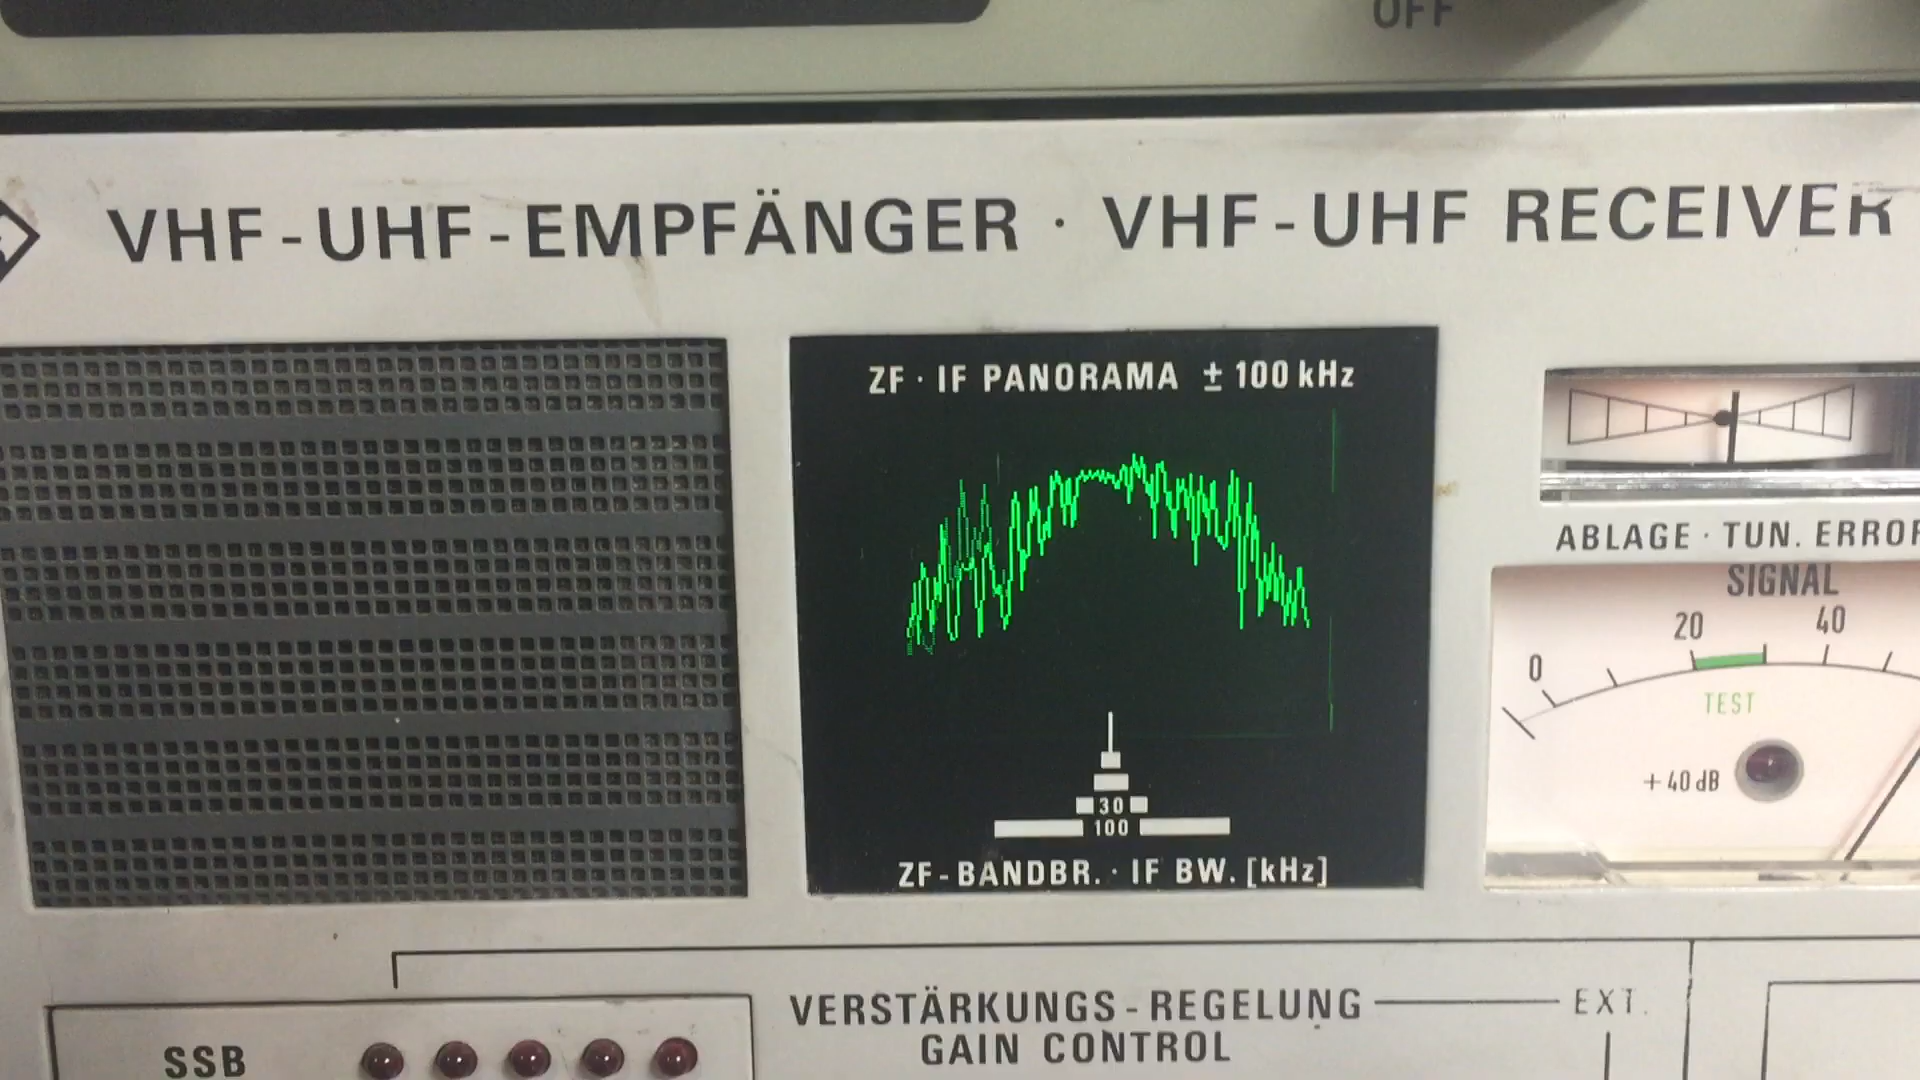 OFF
VHF-UHF-EMPFÄNGER · VHF-UHF RECEIVER
ZF · IF PANORAMA ± 100 kHz
30
100
ZF-BANDBR. · IF BW. [kHz]
ABLAGE · TUN. ERROR
SIGNAL
0 20 40
TEST
+40 dB
VERSTÄRKUNGS-REGELUNG
GAIN CONTROL
EXT.
SSB